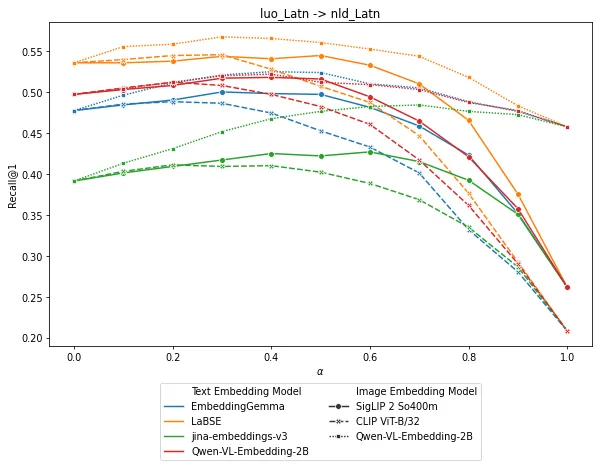 luo_Latn -> nld_Latn
Recall@1
0.55
0.50
0.45
0.40
0.35
0.30
0.25
0.20
0.0 0.2 0.4 0.6 0.8 1.0
α
Text Embedding Model
EmbeddingGemma
LaBSE
jina-embeddings-v3
Qwen-VL-Embedding-2B
Image Embedding Model
SigLIP 2 So400m
CLIP ViT-B/32
Qwen-VL-Embedding-2B